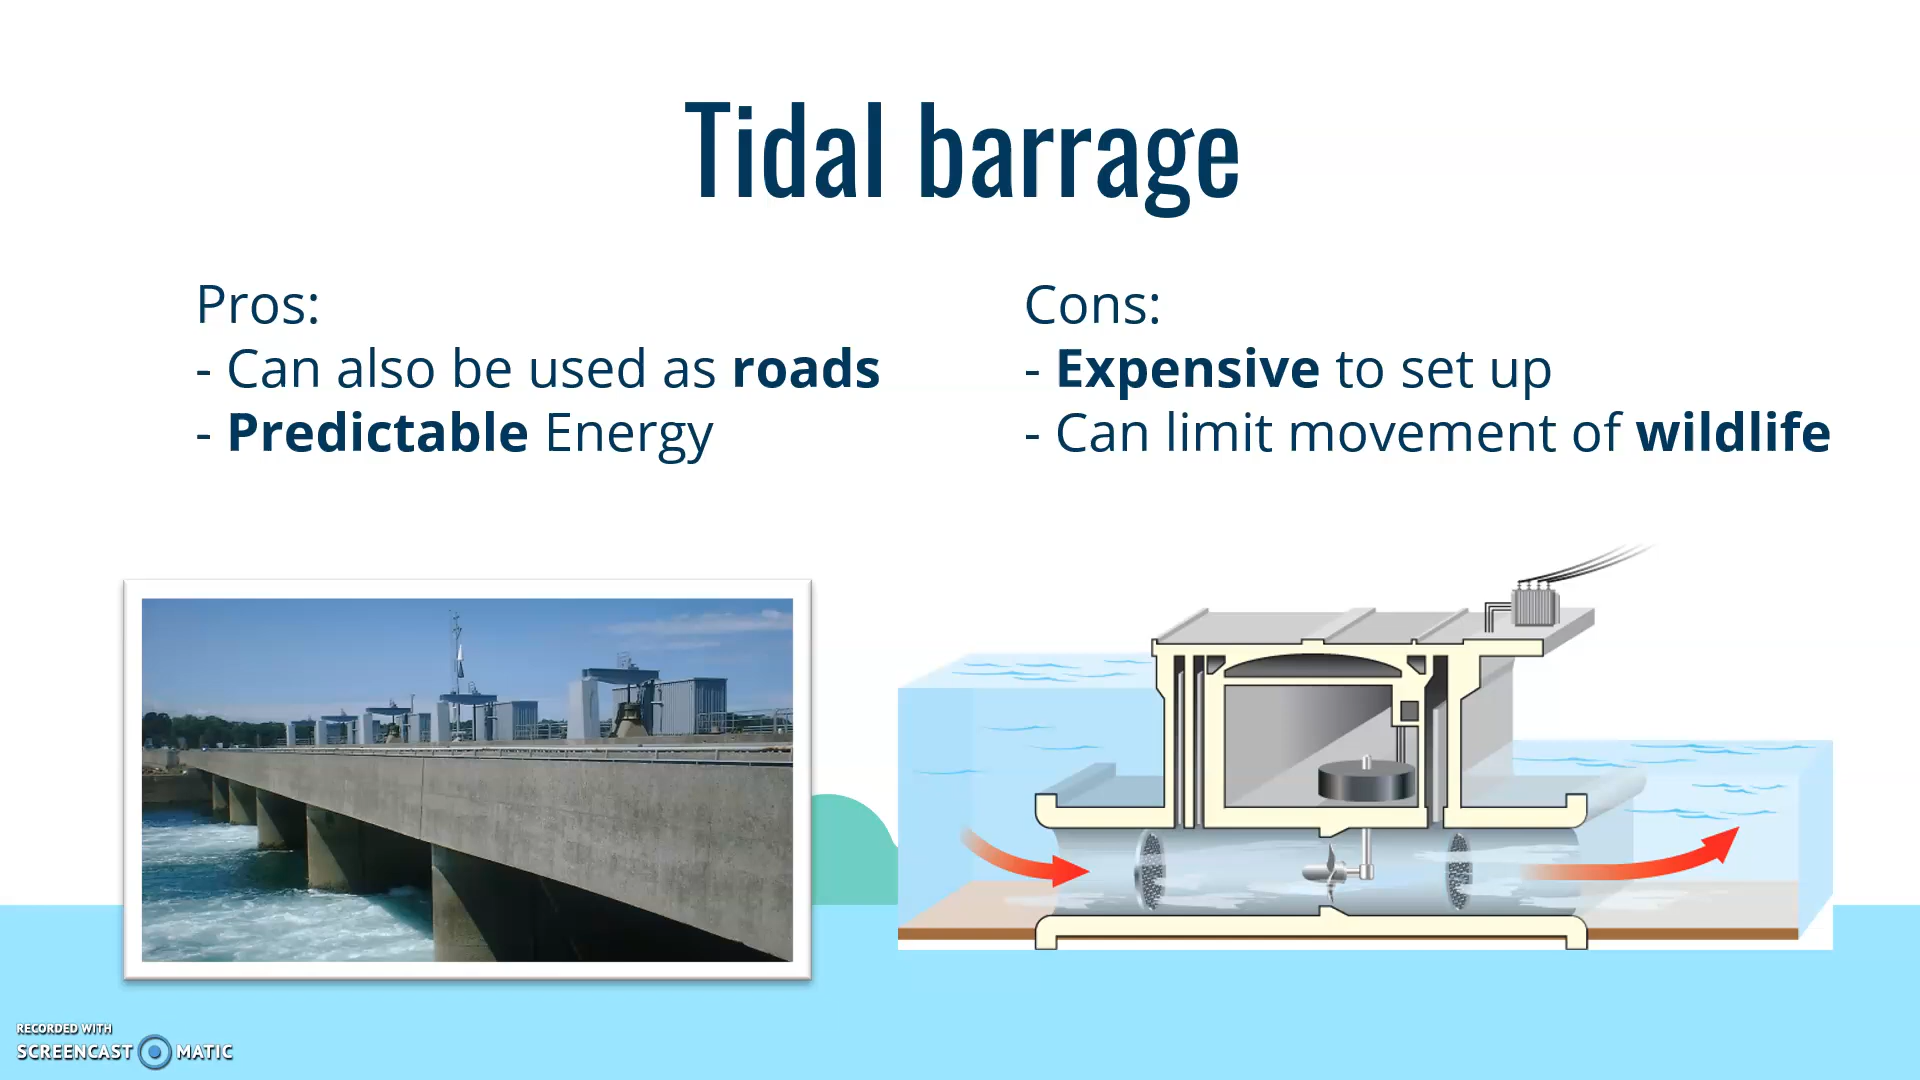 Tidal barrage
Pros:
- Can also be used as roads
- Predictable Energy
Cons:
- Expensive to set up
- Can limit movement of wildlife
RECORDED WITH
SCREENCAST MATIC